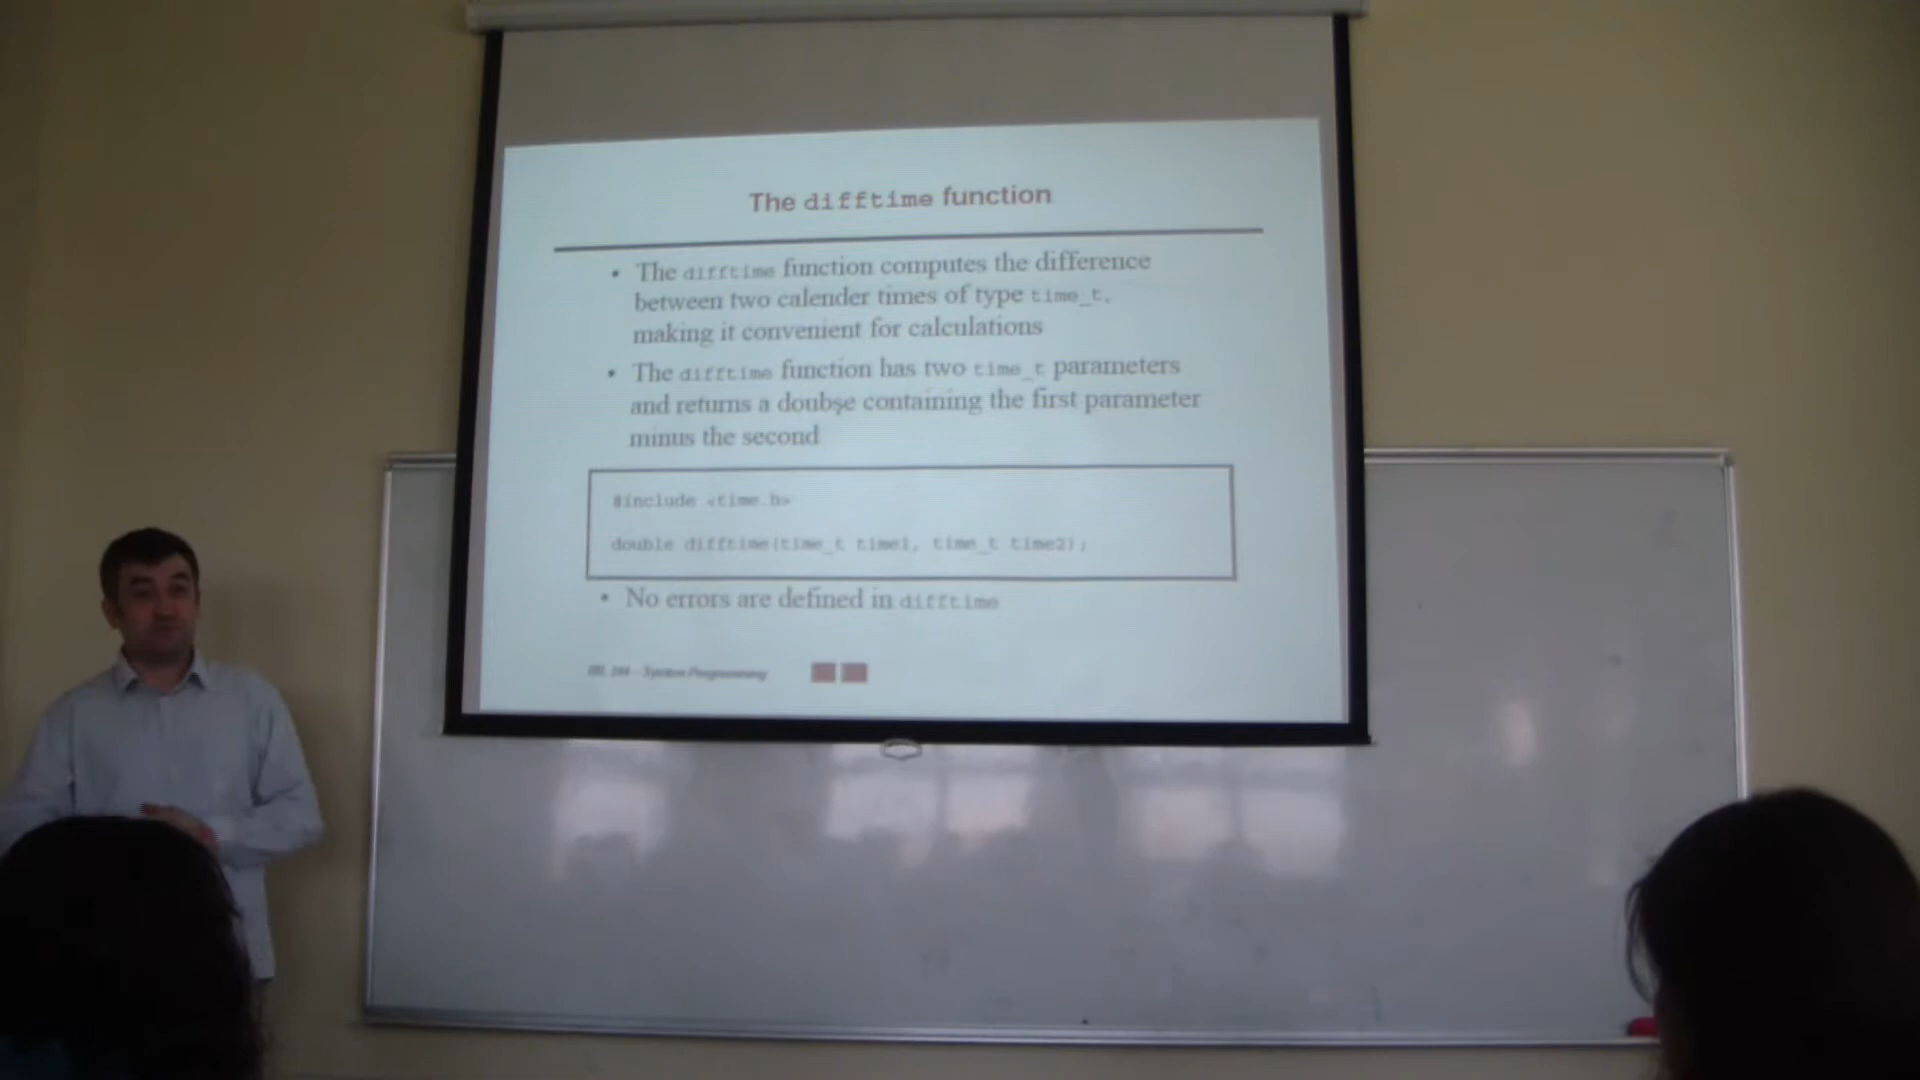 The difftime function
• The difftime function computes the difference
between two calender times of type time_t,
making it convenient for calculations
• The difftime function has two time_t parameters
and returns a doubşe containing the first parameter
minus the second
#include <time.h>
double difftime(time_t time1, time_t time2);
• No errors are defined in difftime
244 - System Programming